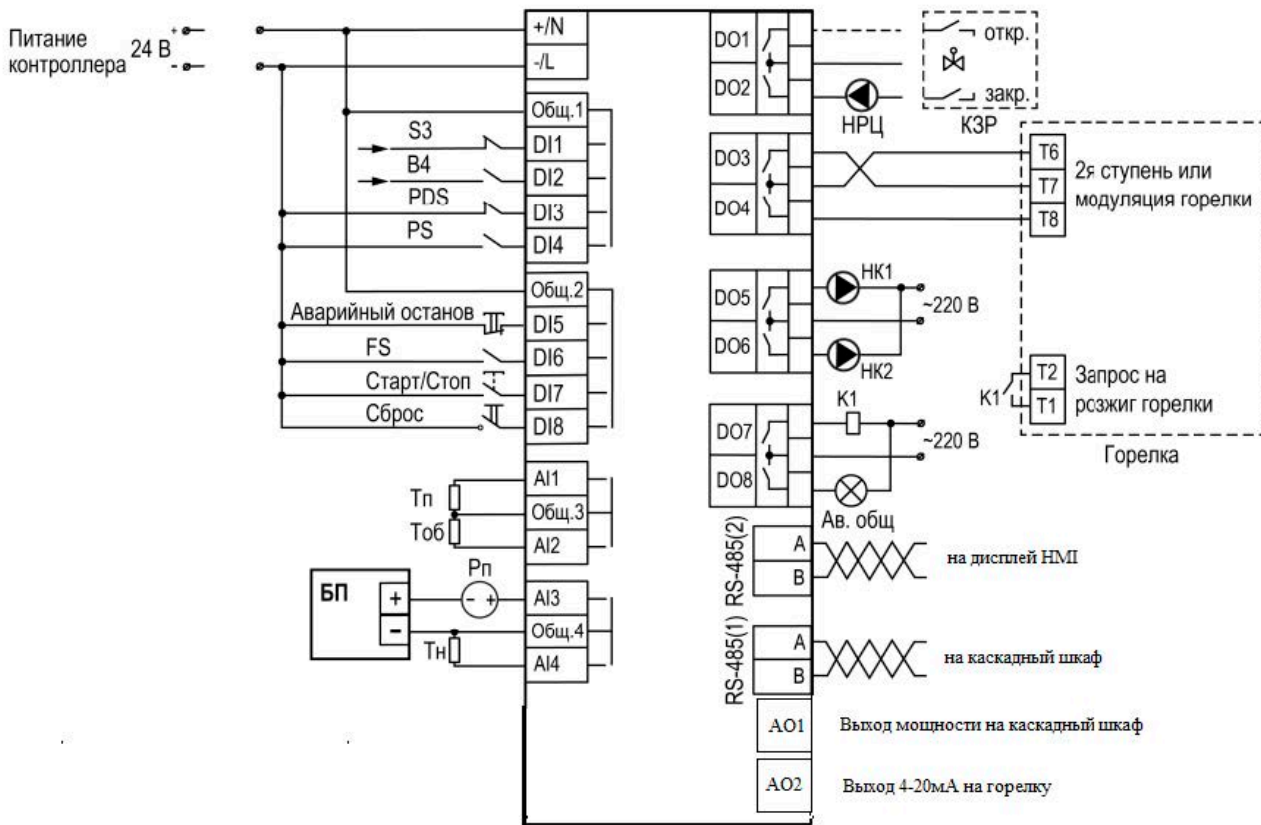 Питание
контроллера
24 В
+
-
+/N
-/L
Общ.1
S3
DI1
B4
DI2
PDS
DI3
PS
DI4
Общ.2
Аварийный останов
DI5
FS
DI6
Старт/Стоп
DI7
Сброс
DI8
AI1
Тп
Общ.3
Тоб
AI2
БП
+
-
Рп
- +
AI3
Общ.4
Тн
AI4
DO1
DO2
НРЦ
откр.
закр.
КЗР
DO3
DO4
T6
T7
T8
2я ступень или
модуляция горелки
DO5
DO6
НК1
НК2
~220 В
T2
T1
К1
Запрос на
розжиг горелки
Горелка
DO7
DO8
К1
~220 В
Ав. общ
RS-485(2)
A
B
на дисплей HMI
RS-485(1)
A
B
на каскадный шкаф
AO1
Выход мощности на каскадный шкаф
AO2
Выход 4-20мА на горелку